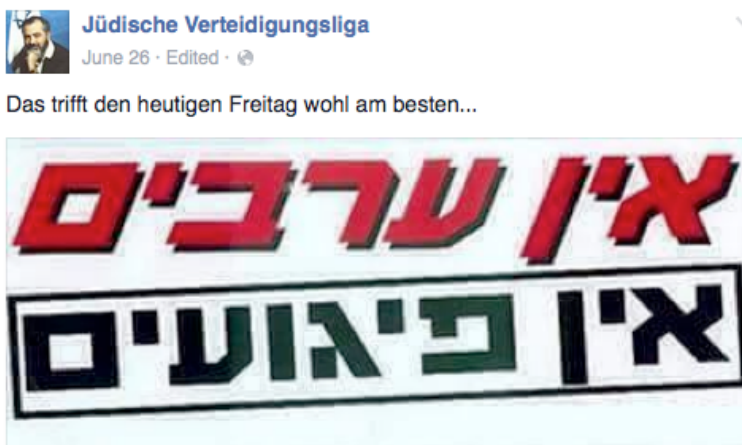 Jüdische Verteidigungsliga
June 26 · Edited ·
Das trifft den heutigen Freitag wohl am besten...
אין ערבים
אין פיגועים